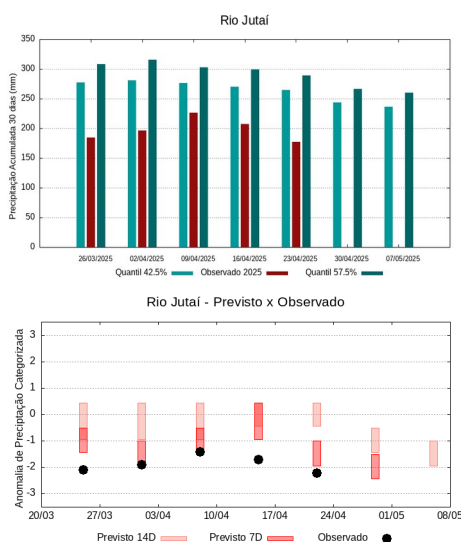 Rio Jutaí
Precipitação Acumulada 30 dias (mm)
350
300
250
200
150
100
50
0
26/03/2025 02/04/2025 09/04/2025 16/04/2025 23/04/2025 30/04/2025 07/05/2025
Quantil 42.5% Observado 2025 Quantil 57.5%
Rio Jutaí - Previsto x Observado
Anomalia de Preciptação Categorizada
3
2
1
0
-1
-2
-3
20/03 27/03 03/04 10/04 17/04 24/04 01/05 08/05
Previsto 14D Previsto 7D Observado